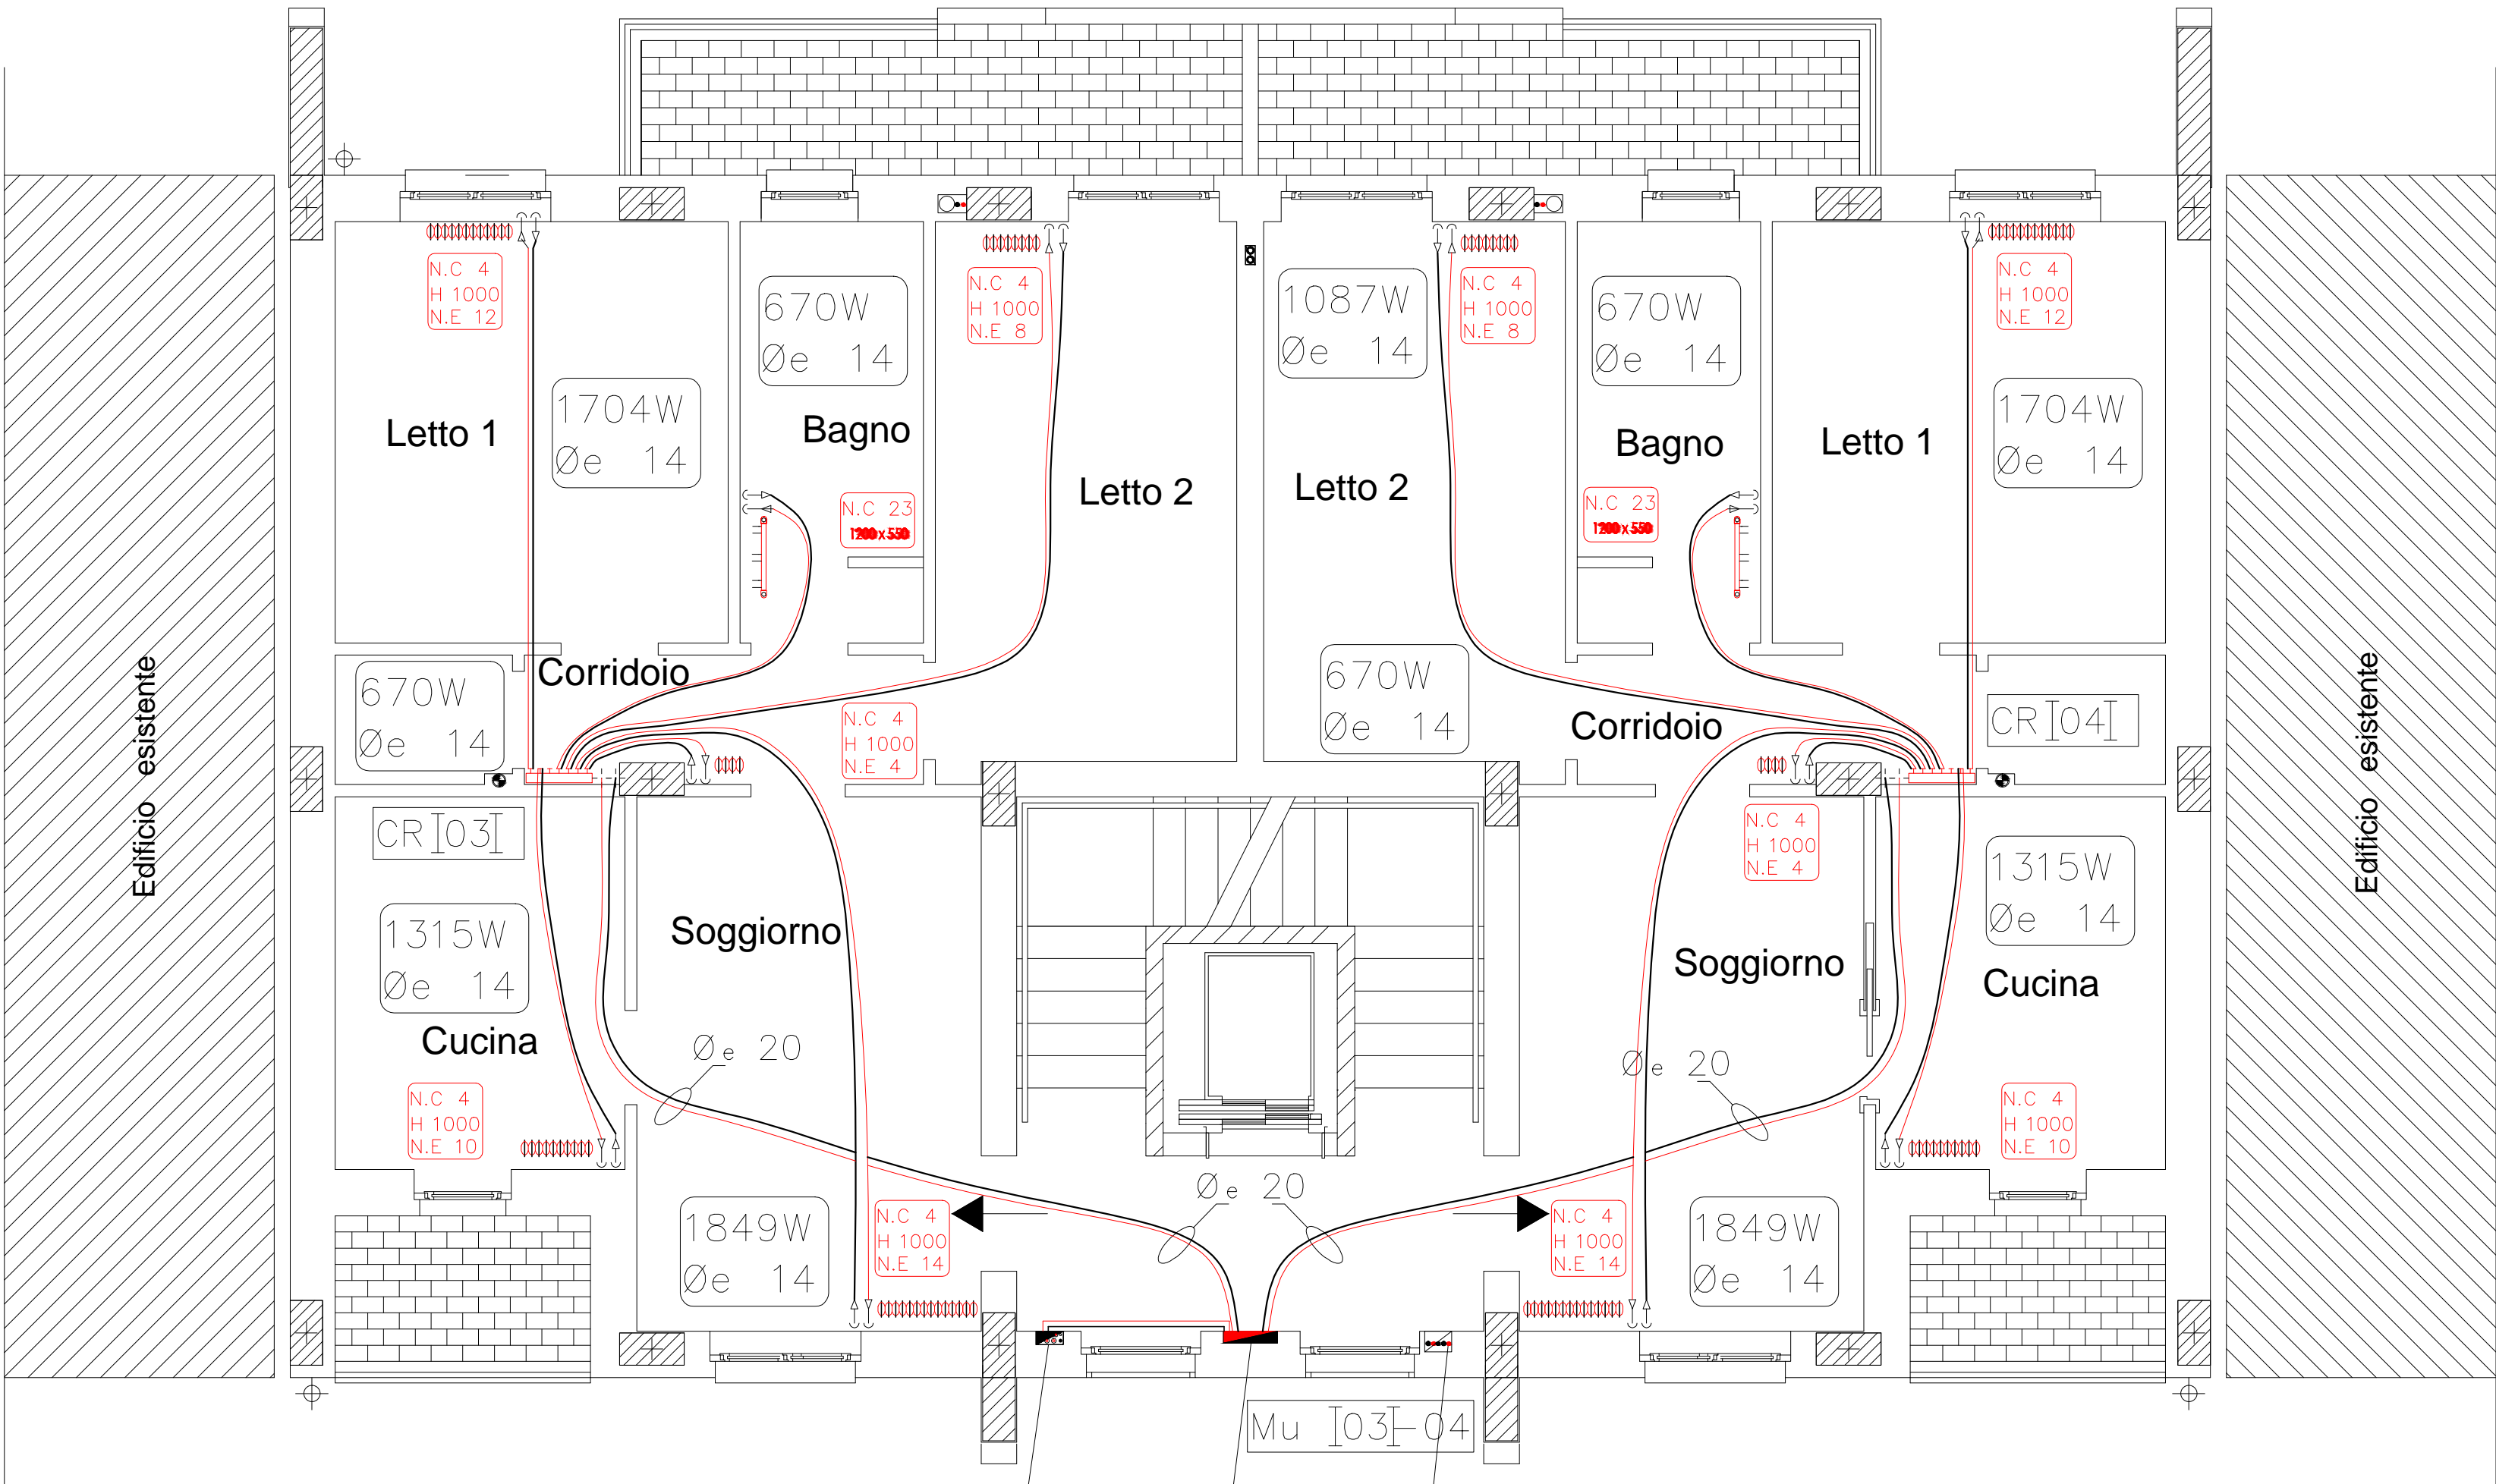 N.C 4
H 1000
N.E 12
670W
Øe 14
N.C 4
H 1000
N.E 8
1087W
Øe 14
N.C 4
H 1000
N.E 8
670W
Øe 14
N.C 4
H 1000
N.E 12
1704W
Øe 14
1704W
Øe 14
Letto 1
Bagno
Letto 2
Letto 2
Bagno
Letto 1
N.C 23
N.C 23
Corridoio
670W
Øe 14
670W
Øe 14
Corridoio
CR I04I
N.C 4
H 1000
N.E 4
Edificio esistente
Edificio esistente
CR I03I
N.C 4
H 1000
N.E 4
1315W
Øe 14
1315W
Øe 14
Soggiorno
Soggiorno
Cucina
Cucina
Øe 20
Øe 20
N.C 4
H 1000
N.E 10
N.C 4
H 1000
N.E 10
Øe 20
1849W
Øe 14
N.C 4
H 1000
N.E 14
N.C 4
H 1000
N.E 14
1849W
Øe 14
Mu I03I-04